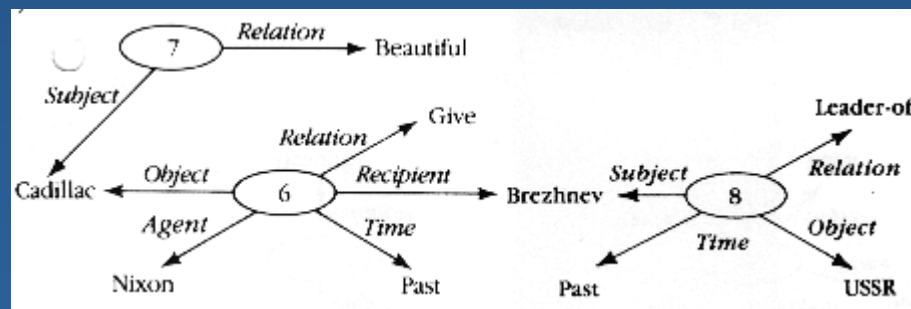 7 Relation Beautiful
Subject
Leader-of
Give
Relation Relation
Cadillac Object 6 Recipient Brezhnev Subject 8
Agent Time Time Object
Nixon Past Past USSR